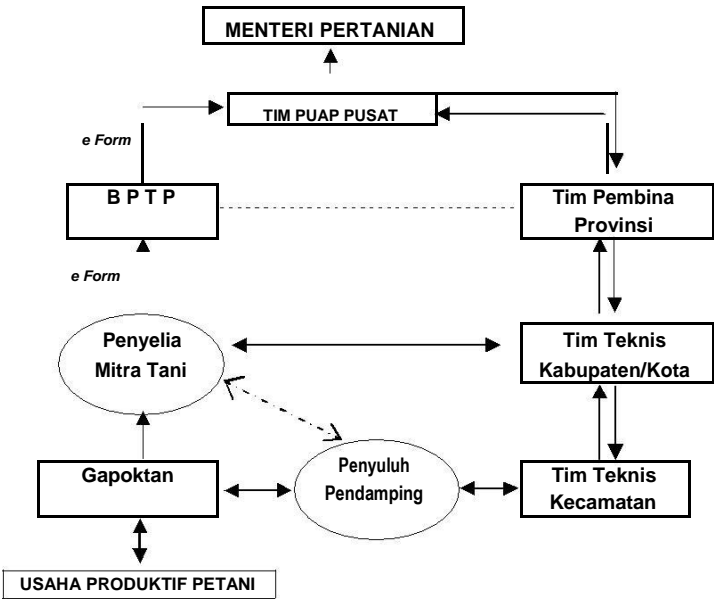 MENTERI PERTANIAN
TIM PUAP PUSAT
e Form
B P T P
Tim Pembina
Provinsi
e Form
Penyelia
Mitra Tani
Tim Teknis
Kabupaten/Kota
Gapoktan
Penyuluh
Pendamping
Tim Teknis
Kecamatan
USAHA PRODUKTIF PETANI